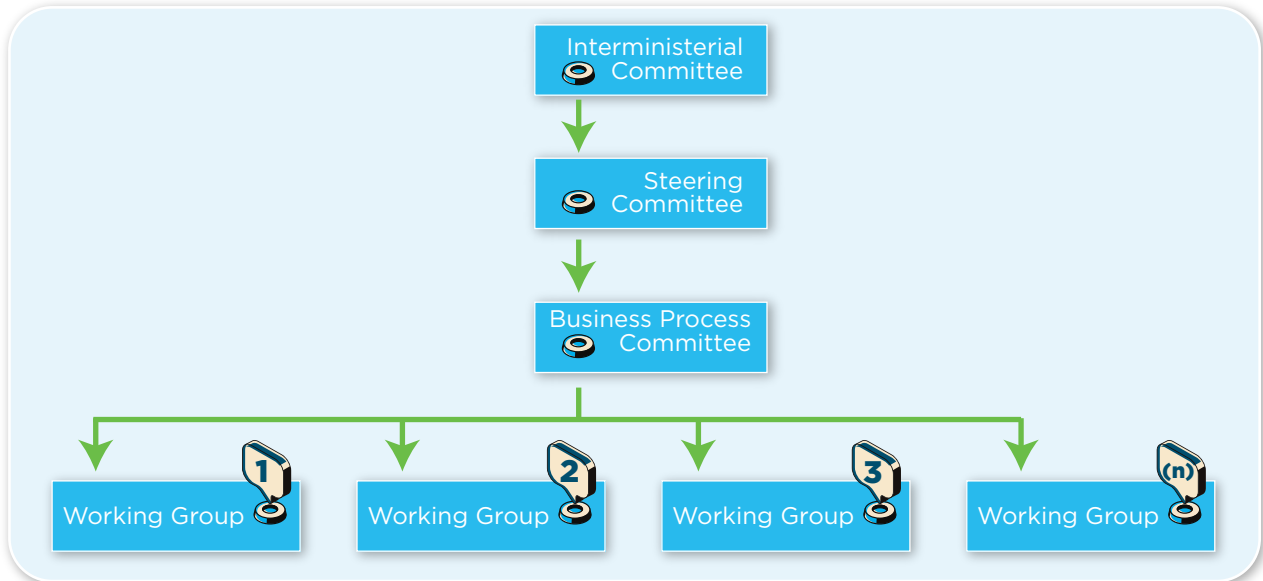 Interministerial
Committee
Steering
Committee
Business Process
Committee
1
2
3
(n)
Working Group
Working Group
Working Group
Working Group